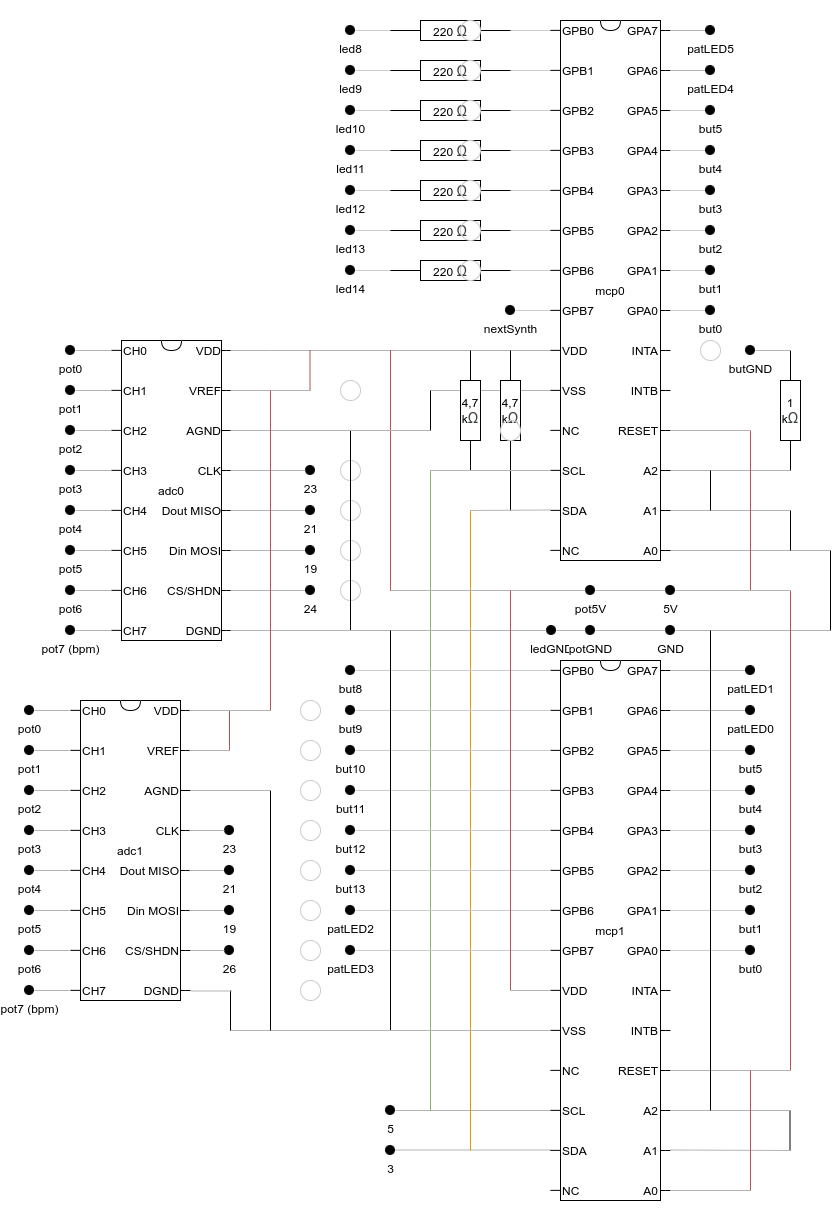 220 Ω GPB0 GPA7
led8 patLED5
220 Ω GPB1 GPA6
led9 patLED4
220 Ω GPB2 GPA5
led10 but5
220 Ω GPB3 GPA4
led11 but4
220 Ω GPB4 GPA3
led12 but3
220 Ω GPB5 GPA2
led13 but2
220 Ω GPB6 GPA1
led14 mcp0 but1
GPB7 GPA0
nextSynth but0
CH0 VDD VDD INTA
pot0 butGND
CH1 VREF VSS INTB
pot1 4,7 4,7 1
kΩ kΩ kΩ
CH2 AGND NC RESET
pot2
CH3 CLK SCL A2
pot3 adc0 23
CH4 Dout MISO SDA A1
pot4 21
CH5 Din MOSI NC A0
pot5 19
CH6 CS/SHDN
pot6 24 pot5V 5V
CH7 DGND
pot7 (bpm) ledGND potGND GND
GPB0 GPA7
but8 patLED1
CH0 VDD GPB1 GPA6
pot0 but9 patLED0
CH1 VREF GPB2 GPA5
pot1 but10 but5
CH2 AGND GPB3 GPA4
pot2 but11 but4
CH3 CLK GPB4 GPA3
pot3 adc1 23 but12 but3
CH4 Dout MISO GPB5 GPA2
pot4 21 but13 but2
CH5 Din MOSI GPB6 GPA1
pot5 19 patLED2 mcp1 but1
CH6 CS/SHDN GPB7 GPA0
pot6 26 patLED3 but0
CH7 DGND VDD INTA
pot7 (bpm)
VSS INTB
NC RESET
SCL A2
5
SDA A1
3
NC A0